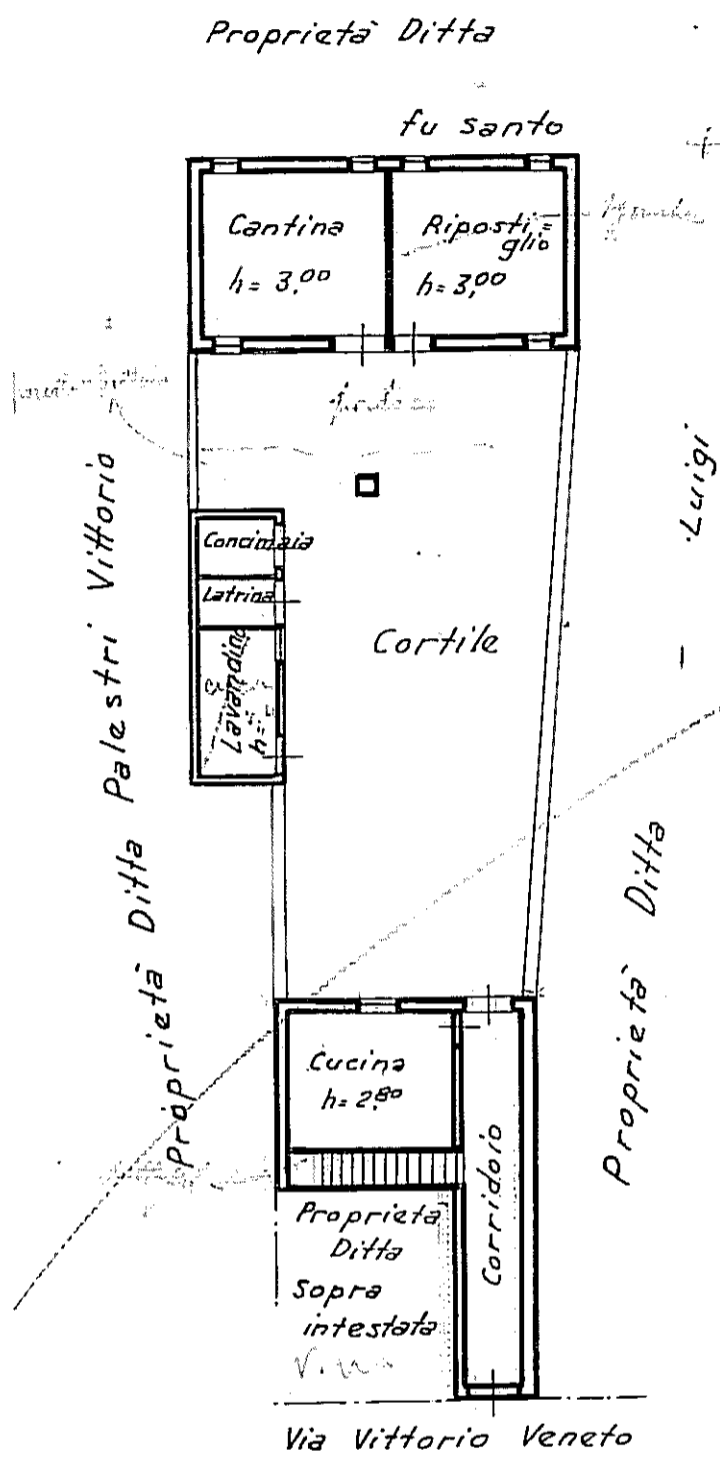 Proprietà Ditta
fu santo
Cantina
h= 3,00
Riposti=
glio
h= 3,00
Concimaia
Latrina
Lavandino
h=
Cortile
Proprietà Ditta Palestri Vittorio
Proprietà Ditta - Luigi
Cucina
h= 2,80
Corridoio
Proprietà
Ditta
sopra
intestata
Via Vittorio Veneto